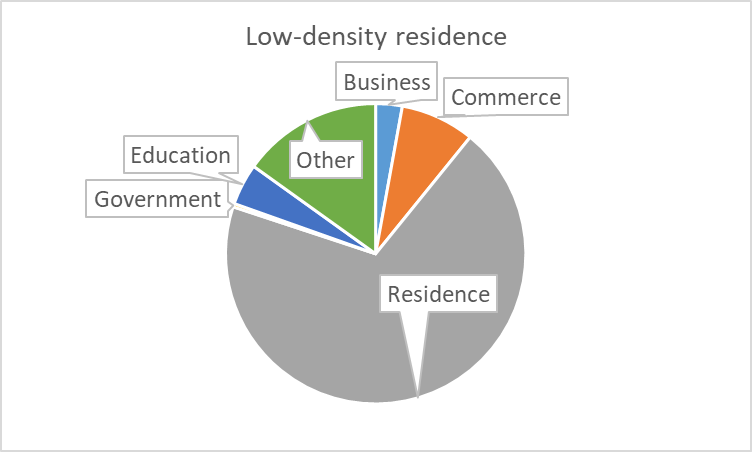 Low-density residence
Business
Commerce
Education
Other
Government
Residence